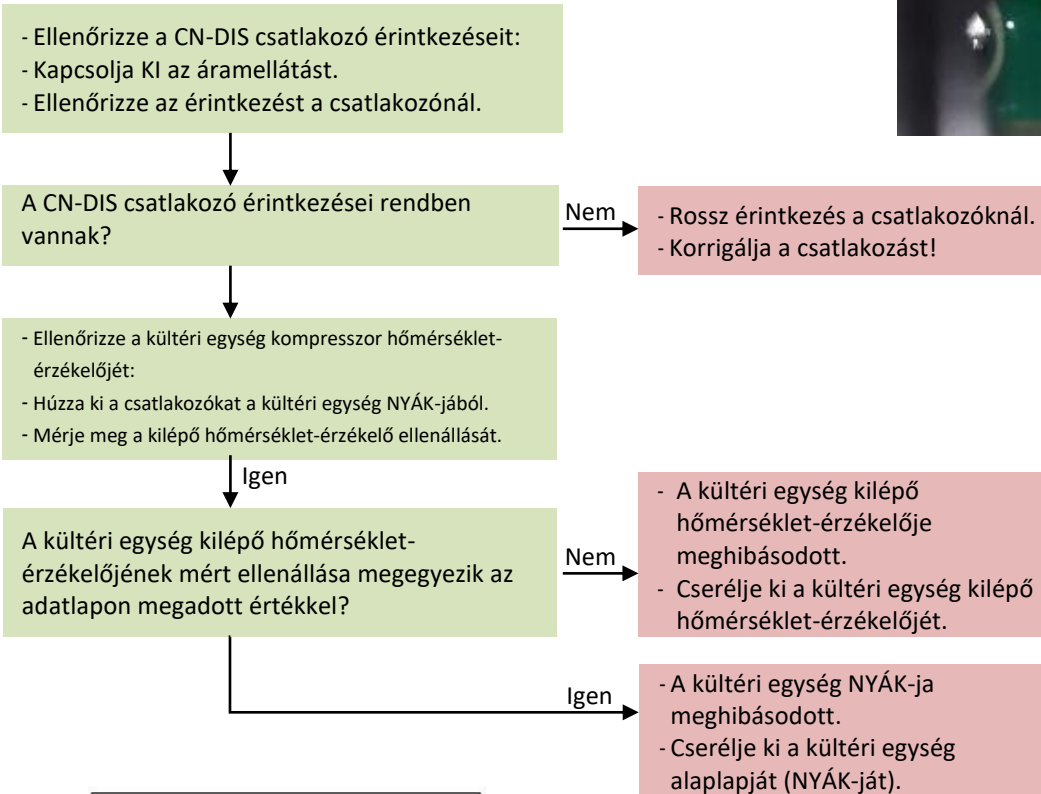 - Ellenőrizze a CN-DIS csatlakozó érintkezéseit:
- Kapcsolja KI az áramellátást.
- Ellenőrizze az érintkezést a csatlakozónál.
A CN-DIS csatlakozó érintkezései rendben
vannak?
Nem
- Rossz érintkezés a csatlakozóknál.
- Korrigálja a csatlakozást!
- Ellenőrizze a kültéri egység kompresszor hőmérséklet-
érzékelőjét:
- Húzza ki a csatlakozókat a kültéri egység NYÁK-jából.
- Mérje meg a kilépő hőmérséklet-érzékelő ellenállását.
Igen
A kültéri egység kilépő hőmérséklet-
érzékelőjének mért ellenállása megegyezik az
adatlapon megadott értékkel?
Nem
- A kültéri egység kilépő
hőmérséklet-érzékelője
meghibásodott.
- Cserélje ki a kültéri egység kilépő
hőmérséklet-érzékelőjét.
Igen
- A kültéri egység NYÁK-ja
meghibásodott.
- Cserélje ki a kültéri egység
alaplapját (NYÁK-ját).